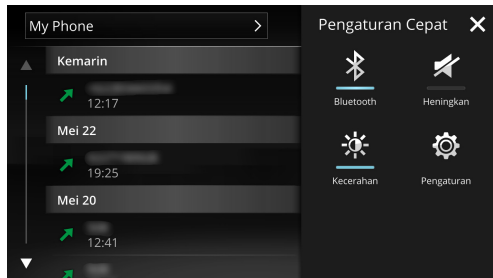 My Phone
Kemarin
12:17
Mei 22
19:25
Mei 20
12:41
Pengaturan Cepat
Bluetooth
Heningkan
Kecerahan
Pengaturan